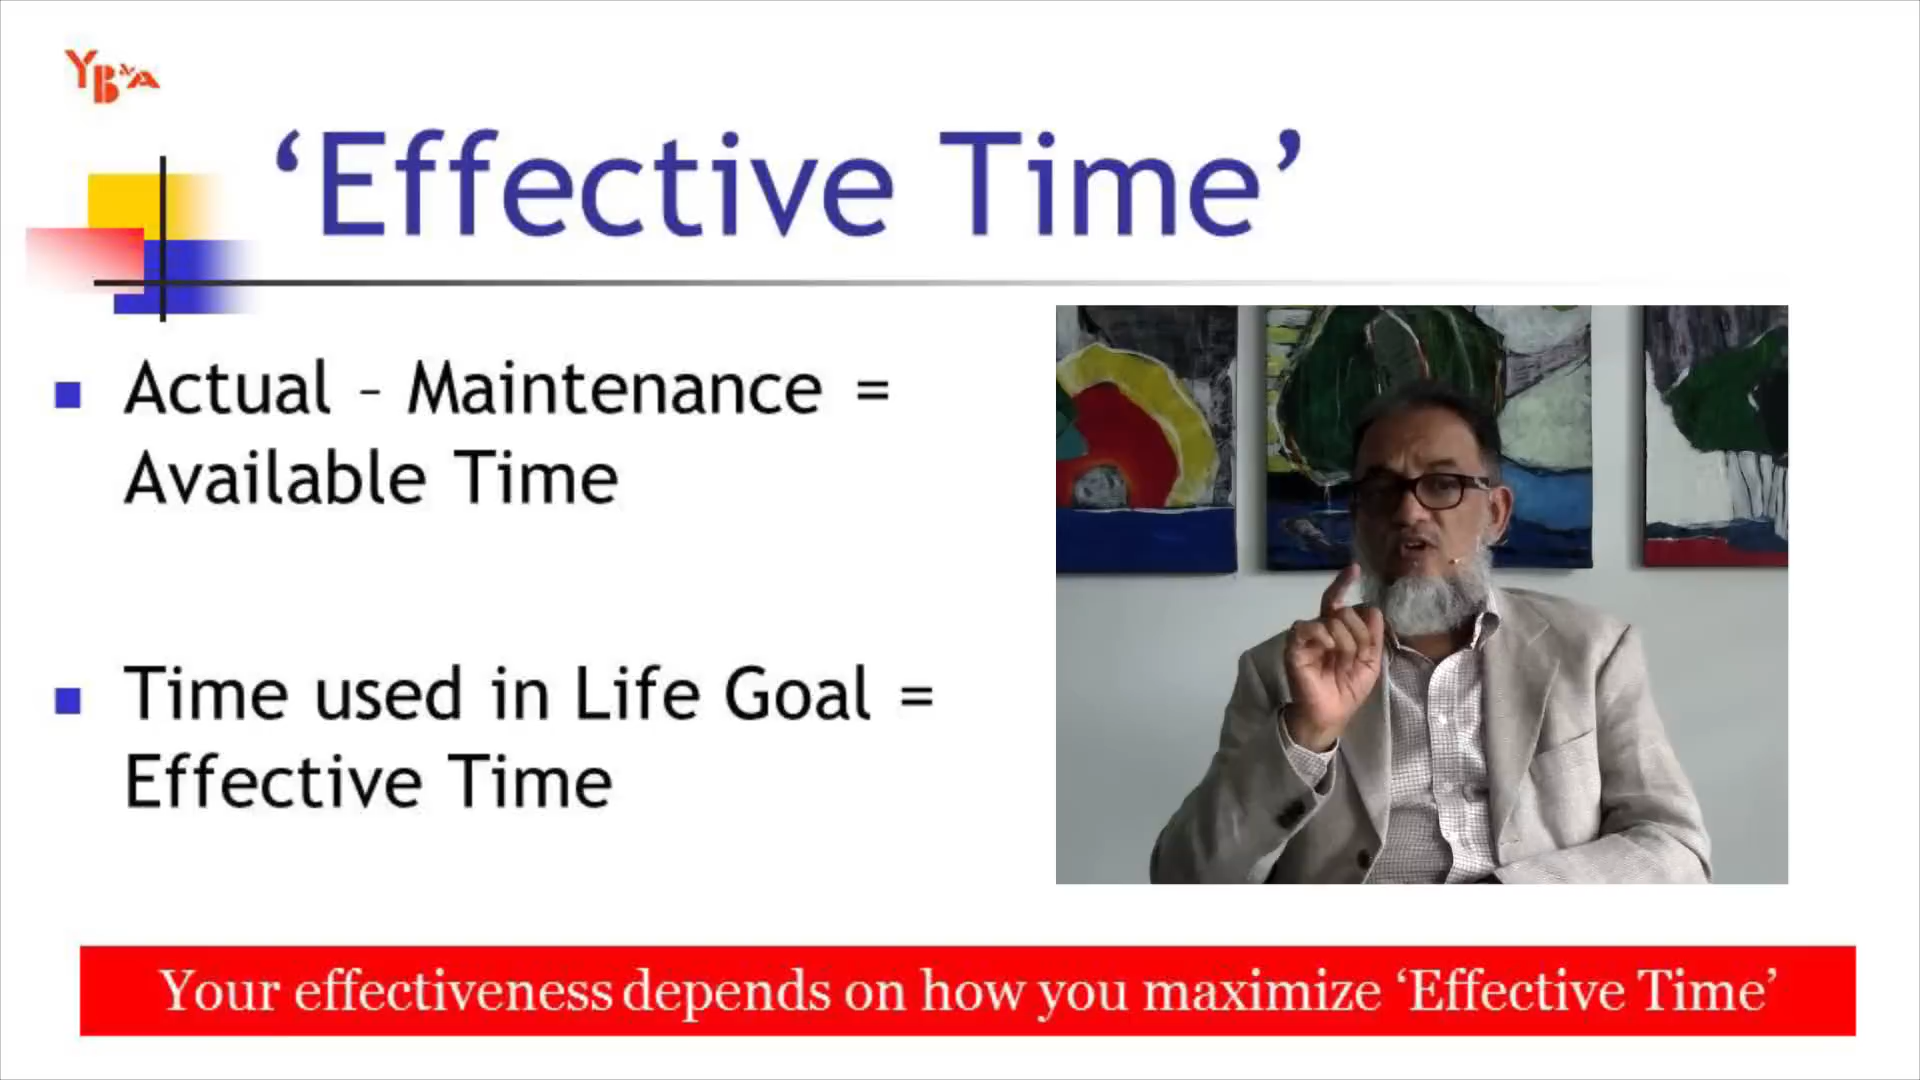 YB&A
‘Effective Time’
Actual – Maintenance =
Available Time
Time used in Life Goal =
Effective Time
Your effectiveness depends on how you maximize ‘Effective Time’